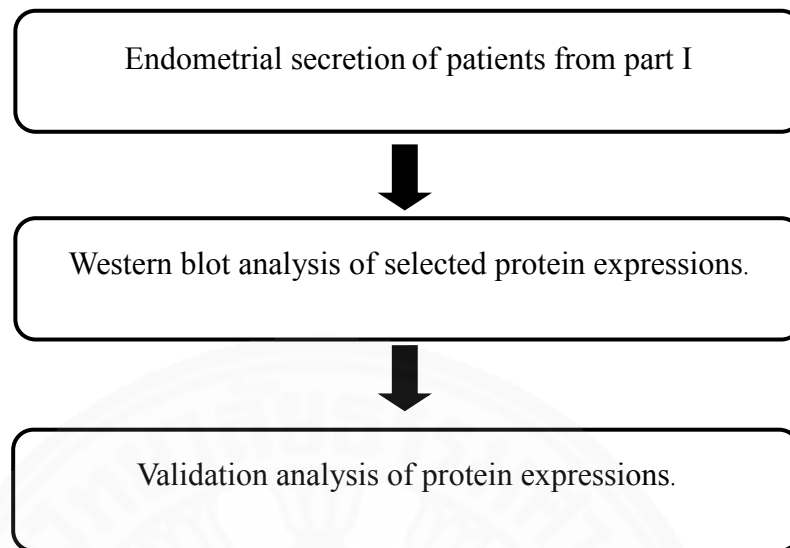 Endometrial secretion of patients from part I
Western blot analysis of selected protein expressions.
Validation analysis of protein expressions.